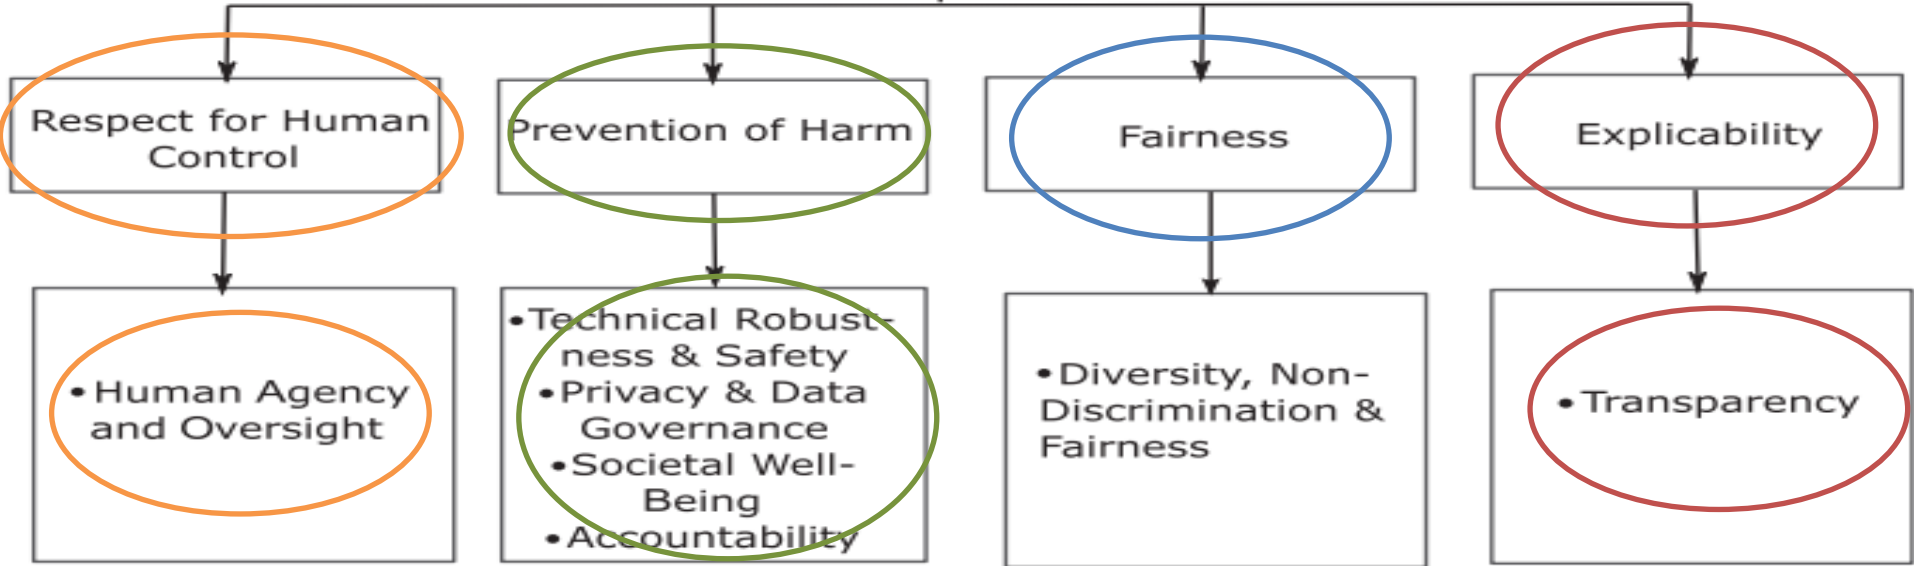 Respect for Human
Control
Prevention of Harm
Fairness
Explicability
•Human Agency
and Oversight
•Technical Robust-
ness & Safety
•Privacy & Data
Governance
•Societal Well-
Being
•Accountability
•Diversity, Non-
Discrimination &
Fairness
•Transparency